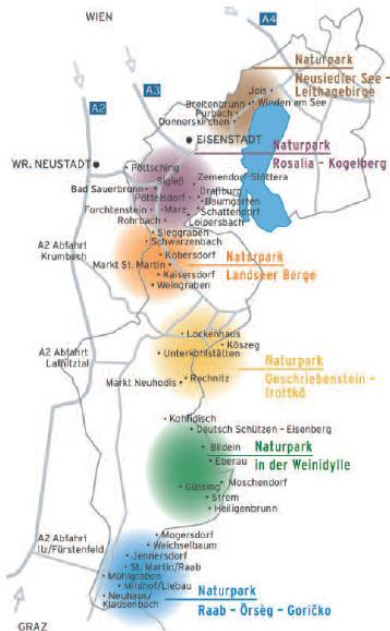 WIEN
A4
Naturpark
Neusiedler See -
Leithagebirge
Jois
Winden am See
Breitenbrunn
Purbach
Donnerskirchen
A3
A2
EISENSTADT
Naturpark
Rosalia - Kogelberg
WR. NEUSTADT
Pöttsching
Sigleß
Zemendorf Stöttera
Bad Sauerbrunn
Draßburg
Pöttelsdorf
Baumgarten
Forchtenstein
Marz
Schattendorf
Rohrbach
Loipersbach
Sieggraben
Schwarzenbach
A2 Abfahrt
Krumbach
Kobersdorf
Markt St. Martin
Kaisersdorf
Weingraben
Naturpark
Landseer Berge
Lockenhaus
Köszeg
A2 Abfahrt
Lafnitztal
Unterkohlstätten
Rechnitz
Markt Neuhodis
Naturpark
Geschriebenstein -
Irottkö
Kohfidisch
Deutsch Schützen - Eisenberg
Bildein
Eberau
Naturpark
in der Weinidylle
Moschendorf
Güssing
Strem
Heiligenbrunn
A2 Abfahrt
Ilz/Fürstenfeld
Mogersdorf
Weichselbaum
Jennersdorf
St. Martin/Raab
Mühlgraben
Minihof/Liebau
Neuhaus/
Klausenbach
Naturpark
Raab - Örség - Goričko
GRAZ